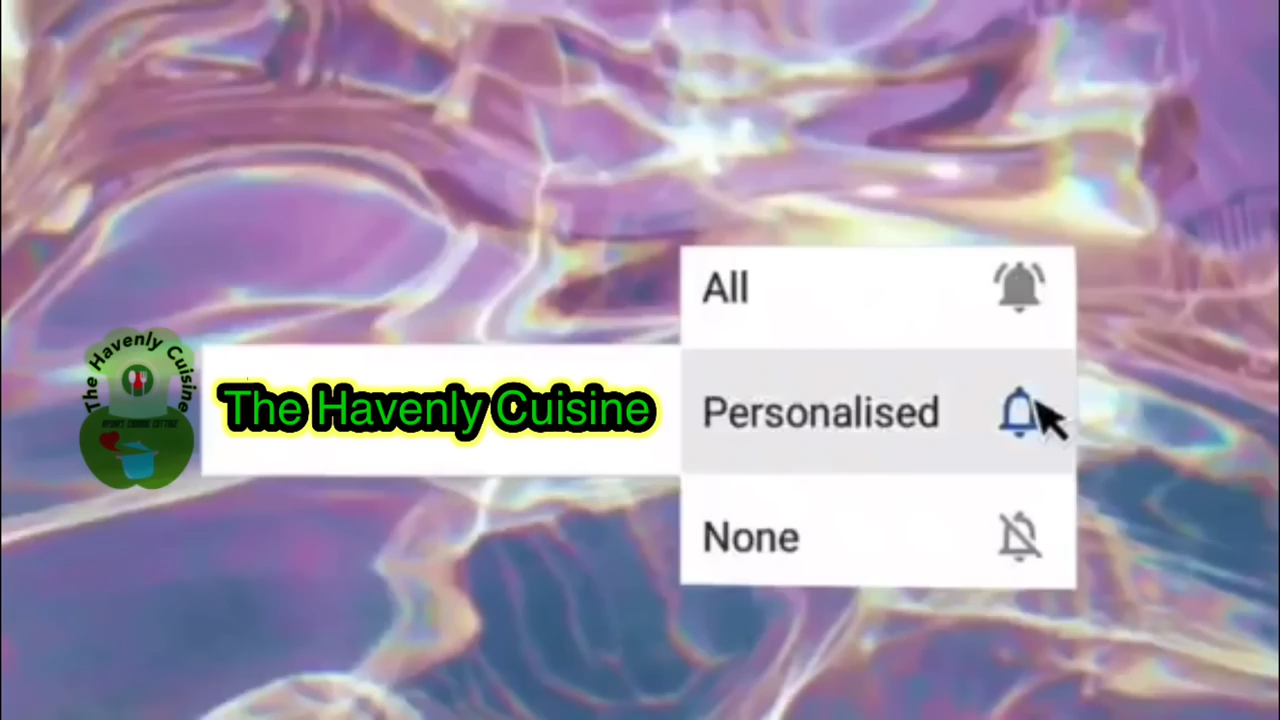 All
The Havenly Cuisine
The Havenly Cuisine
Personalised
None